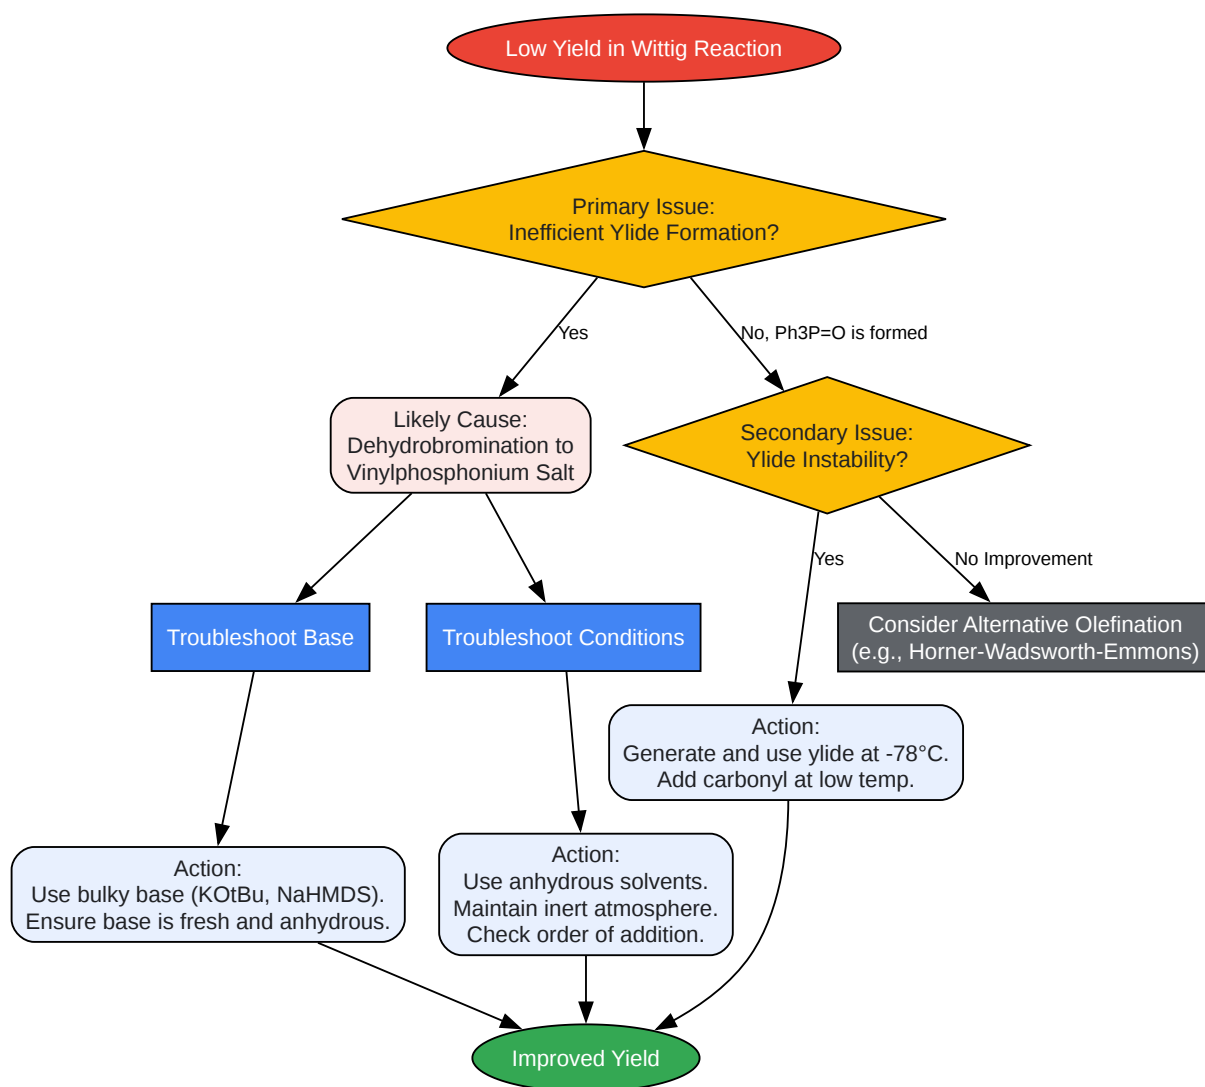 Low Yield in Wittig Reaction
Primary Issue:
Inefficient Ylide Formation?
Yes
No, Ph3P=O is formed
Likely Cause:
Dehydrobromination to
Vinylphosphonium Salt
Secondary Issue:
Ylide Instability?
Yes
No Improvement
Troubleshoot Base
Troubleshoot Conditions
Consider Alternative Olefination
(e.g., Horner-Wadsworth-Emmons)
Action:
Generate and use ylide at -78°C.
Add carbonyl at low temp.
Action:
Use bulky base (KOtBu, NaHMDS).
Ensure base is fresh and anhydrous.
Action:
Use anhydrous solvents.
Maintain inert atmosphere.
Check order of addition.
Improved Yield